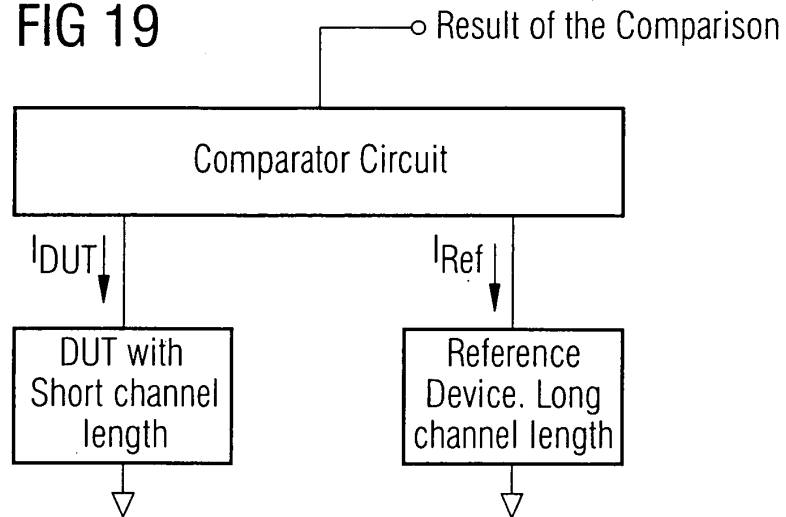 FIG 19
Result of the Comparison
Comparator Circuit
IDUT
IRef
DUT with
Short channel
length
Reference
Device. Long
channel length